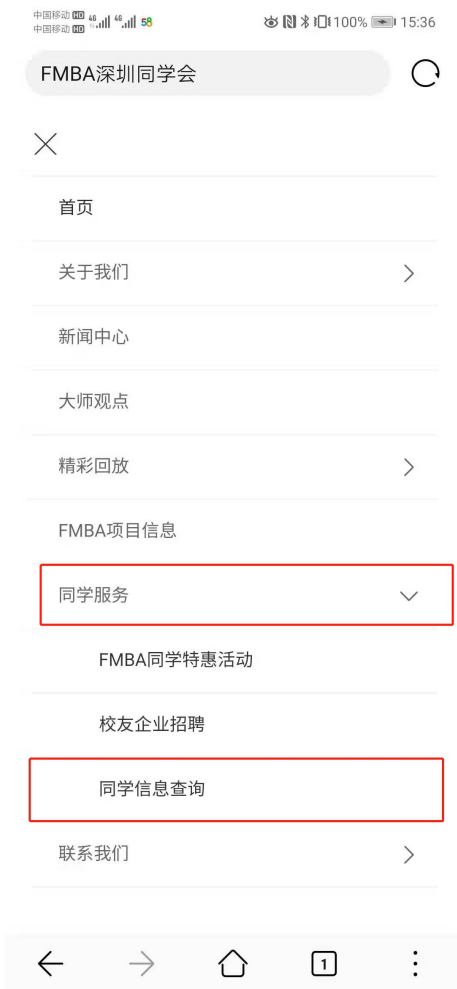 中国移动 HD 46 46 58
中国移动 HD
100% 15:36
FMBA深圳同学会
首页
关于我们
新闻中心
大师观点
精彩回放
FMBA项目信息
同学服务
FMBA同学特惠活动
校友企业招聘
同学信息查询
联系我们
1